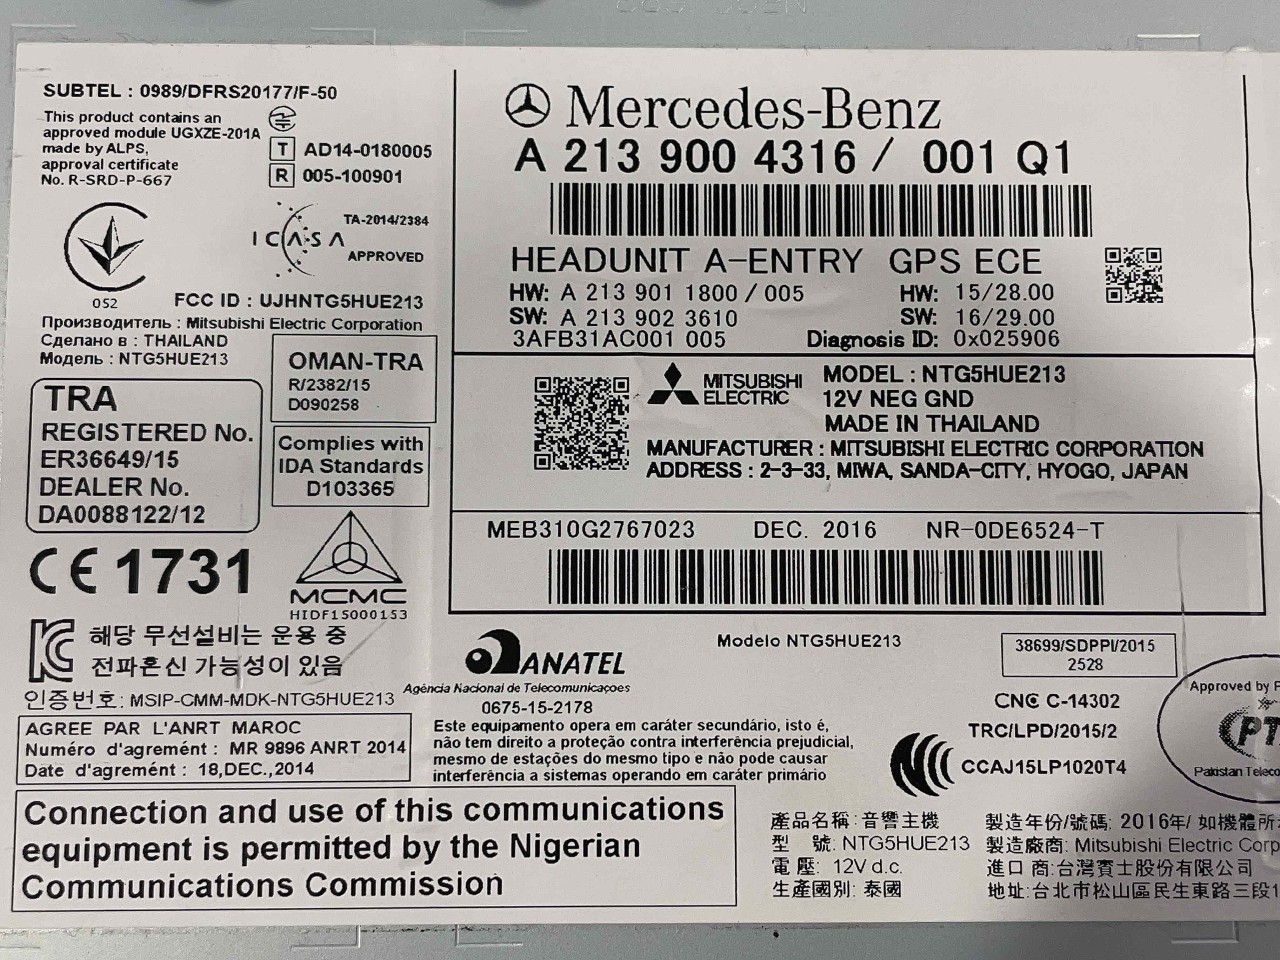 SUBTEL : 0989/DFRS20177/F-50
This product contains an
approved module UGXZE-201A
made by ALPS,
approval certificate
No. R-SRD-P-667
T AD14-0180005
R 005-100901
OS2
ICASA
TA-2014/2384
APPROVED
FCC ID : UJHNTG5HUE213
Производитель : Mitsubishi Electric Corporation
Сделано в : THAILAND
Модель : NTG5HUE213
OMAN-TRA
R/2382/15
D090258
TRA
REGISTERED No.
ER36649/15
DEALER No.
DA0088122/12
Complies with
IDA Standards
D103365
CE 1731
MCMC
HIDF15000153
해당 무선설비는 운용 중
전파혼신 가능성이 있음
인증번호: MSIP-CMM-MDK-NTG5HUE213
AGREE PAR L'ANRT MAROC
Numéro d'agrément : MR 9896 ANRT 2014
Date d'agrément : 18,DEC.,2014
Connection and use of this communications
equipment is permitted by the Nigerian
Communications Commission
Mercedes-Benz
A 213 900 4316 / 001 Q1
HEADUNIT A-ENTRY GPS ECE
HW: A 213 901 1800 / 005 HW: 15/28.00
SW: A 213 902 3610 SW: 16/29.00
3AFB31AC001 005 Diagnosis ID: 0x025906
MITSUBISHI
ELECTRIC
MODEL : NTG5HUE213
12V NEG GND
MADE IN THAILAND
MANUFACTURER : MITSUBISHI ELECTRIC CORPORATION
ADDRESS : 2-3-33, MIWA, SANDA-CITY, HYOGO, JAPAN
MEB310G2767023 DEC. 2016 NR-0DE6524-T
ANATEL
Agência Nacional de Telecomunicaçoes
0675-15-2178
Modelo NTG5HUE213
Este equipamento opera em caráter secundário, isto é,
não tem direito a proteção contra interferência prejudicial,
mesmo de estações do mesmo tipo e não pode causar
interferência a sistemas operando em caráter primário
38699/SDPPI/2015
2528
CNC C-14302
TRC/LPD/2015/2
CCAJ15LP1020T4
Approved by
PT
Pakistan
產品名稱: 音響主機
型 號: NTG5HUE213
電 壓: 12V d.c.
生產國別: 泰國
製造年份/號碼: 2016年/ 如機體所
製造廠商: Mitsubishi Electric Corp
進口 商:台灣賓士股份有限公司
地址:台北市松山區民生東路三段1